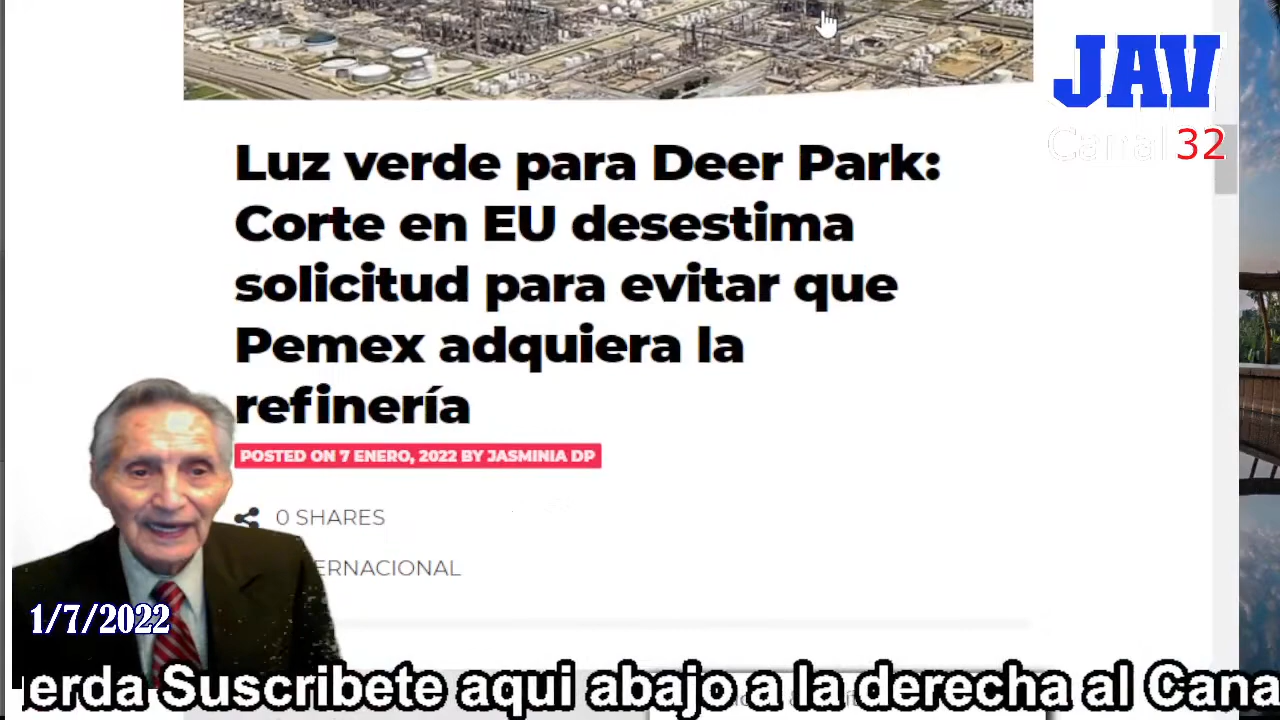 JAV
Canal 32
Luz verde para Deer Park:
Corte en EU desestima
solicitud para evitar que
Pemex adquiera la
refinería
POSTED ON 7 ENERO, 2022 BY JASMINIA DP
0 SHARES
ERNACIONAL
1/7/2022
erda Suscribete aqui abajo a la derecha al Cana